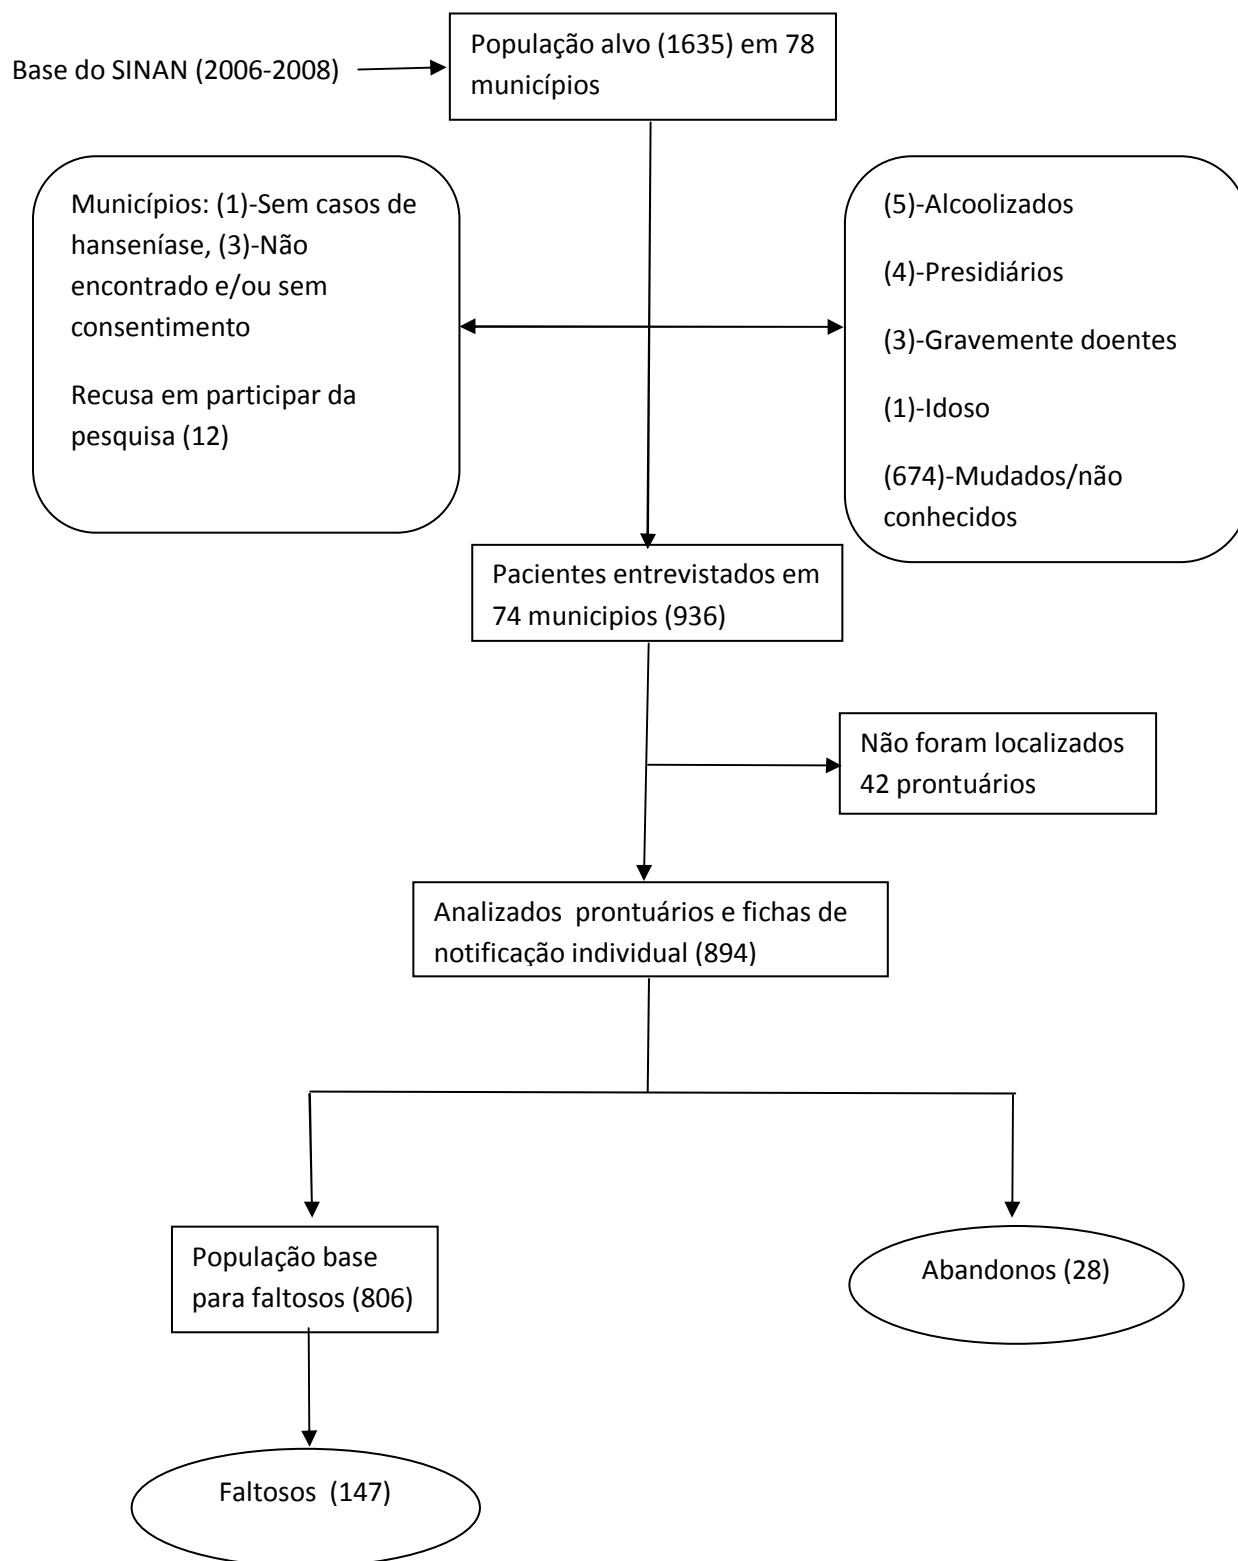 População alvo (1635) em 78
municípios
Base do SINAN (2006-2008)
Municípios: (1)-Sem casos de
hanseníase, (3)-Não
encontrado e/ou sem
consentimento
Recusa em participar da
pesquisa (12)
(5)-Alcoolizados
(4)-Presidiários
(3)-Gravemente doentes
(1)-Idoso
(674)-Mudados/não
conhecidos
Pacientes entrevistados em
74 municipios (936)
Não foram localizados
42 prontuários
Analizados prontuários e fichas de
notificação individual (894)
População base
para faltosos (806)
Abandonos (28)
Faltosos (147)